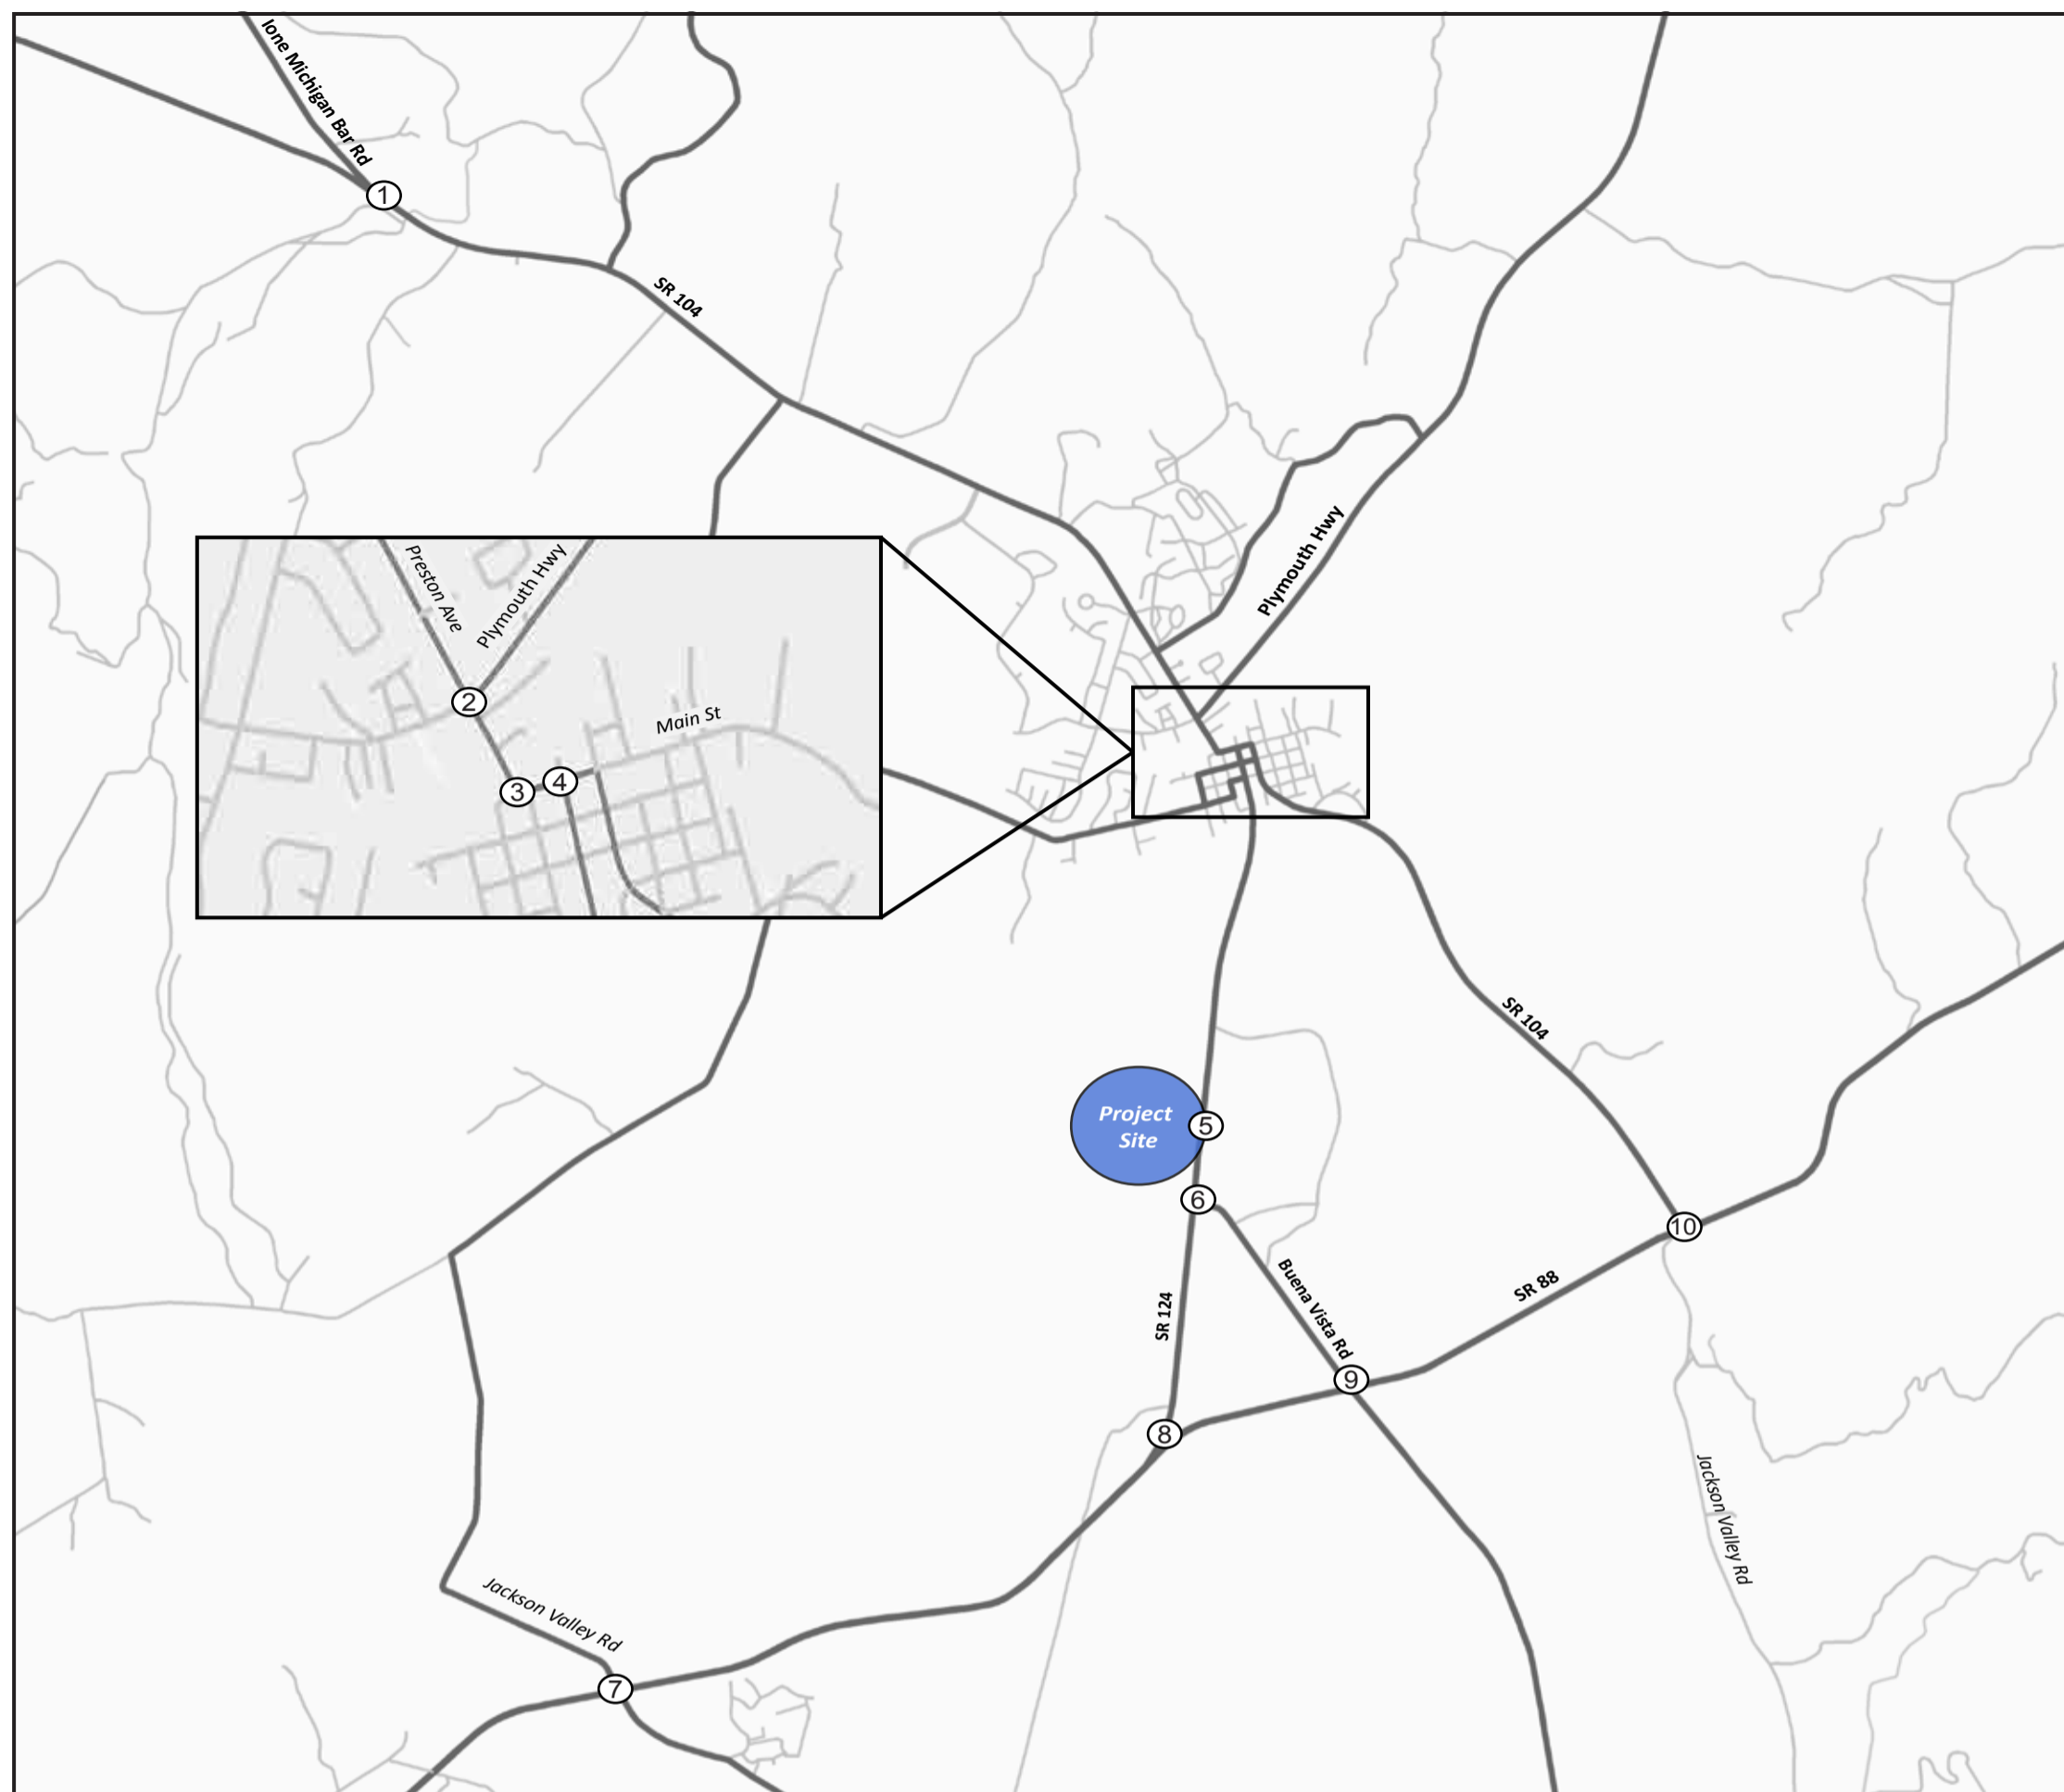 Ione Michigan Bar Rd
1
SR 104
Preston Ave
Plymouth Hwy
Plymouth Hwy
2
Main St
3
4
SR 104
Project
Site
5
6
10
Buena Vista Rd
SR 88
SR 124
9
8
Jackson Valley Rd
Jackson Valley Rd
7